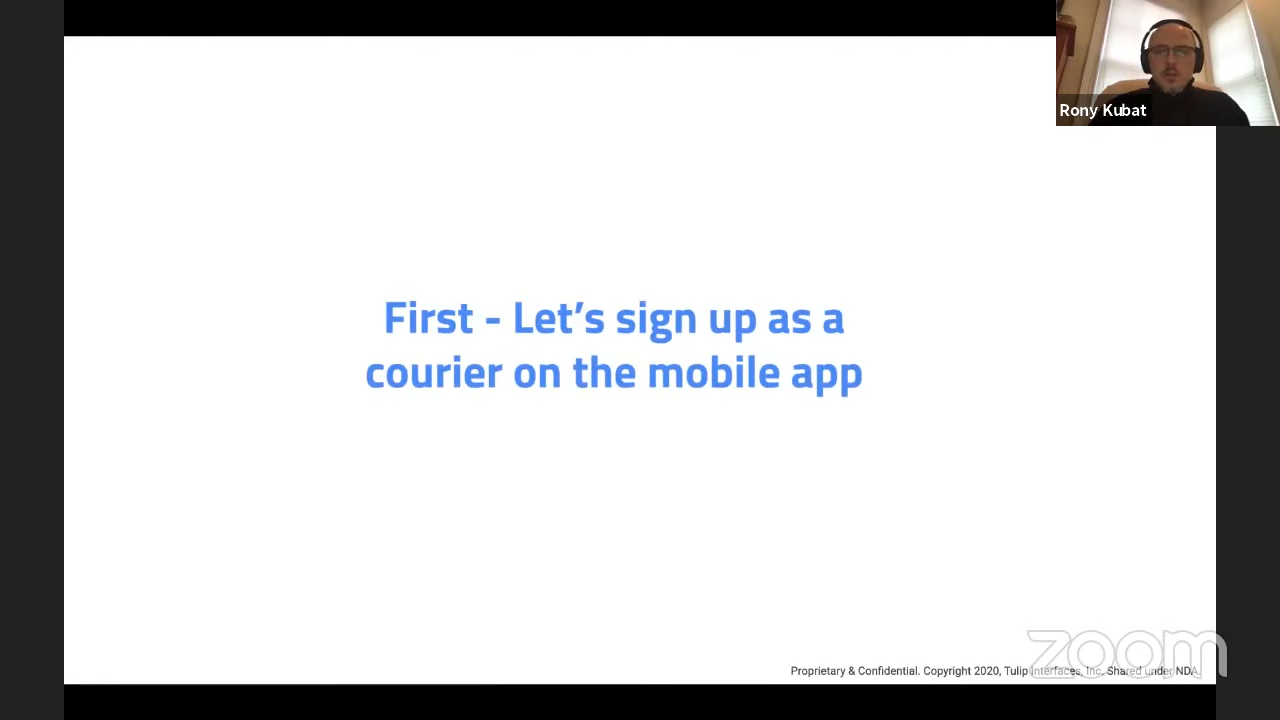 Rony Kubat
First - Let’s sign up as a
courier on the mobile app
zoom
Proprietary & Confidential. Copyright 2020, Tulip Interfaces, Inc. Shared under NDA.